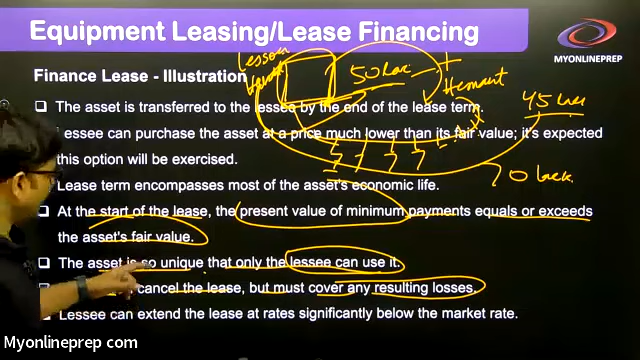 Equipment Leasing/Lease Financing
MYONLINEPREP
Lessor
Finance Lease - Illustration
50 lac
Hemant
45 lac
The asset is transferred to the lessee by the end of the lease term.
Lessee can purchase the asset at a price much lower than its fair value; it's expected
this option will be exercised.
Lease term encompasses most of the asset's economic life.
70 lack
At the start of the lease, the present value of minimum payments equals or exceeds
the asset's fair value.
The asset is so unique that only the lessee can use it.
cancel the lease, but must cover any resulting losses.
Lessee can extend the lease at rates significantly below the market rate.
Myonlineprep.com